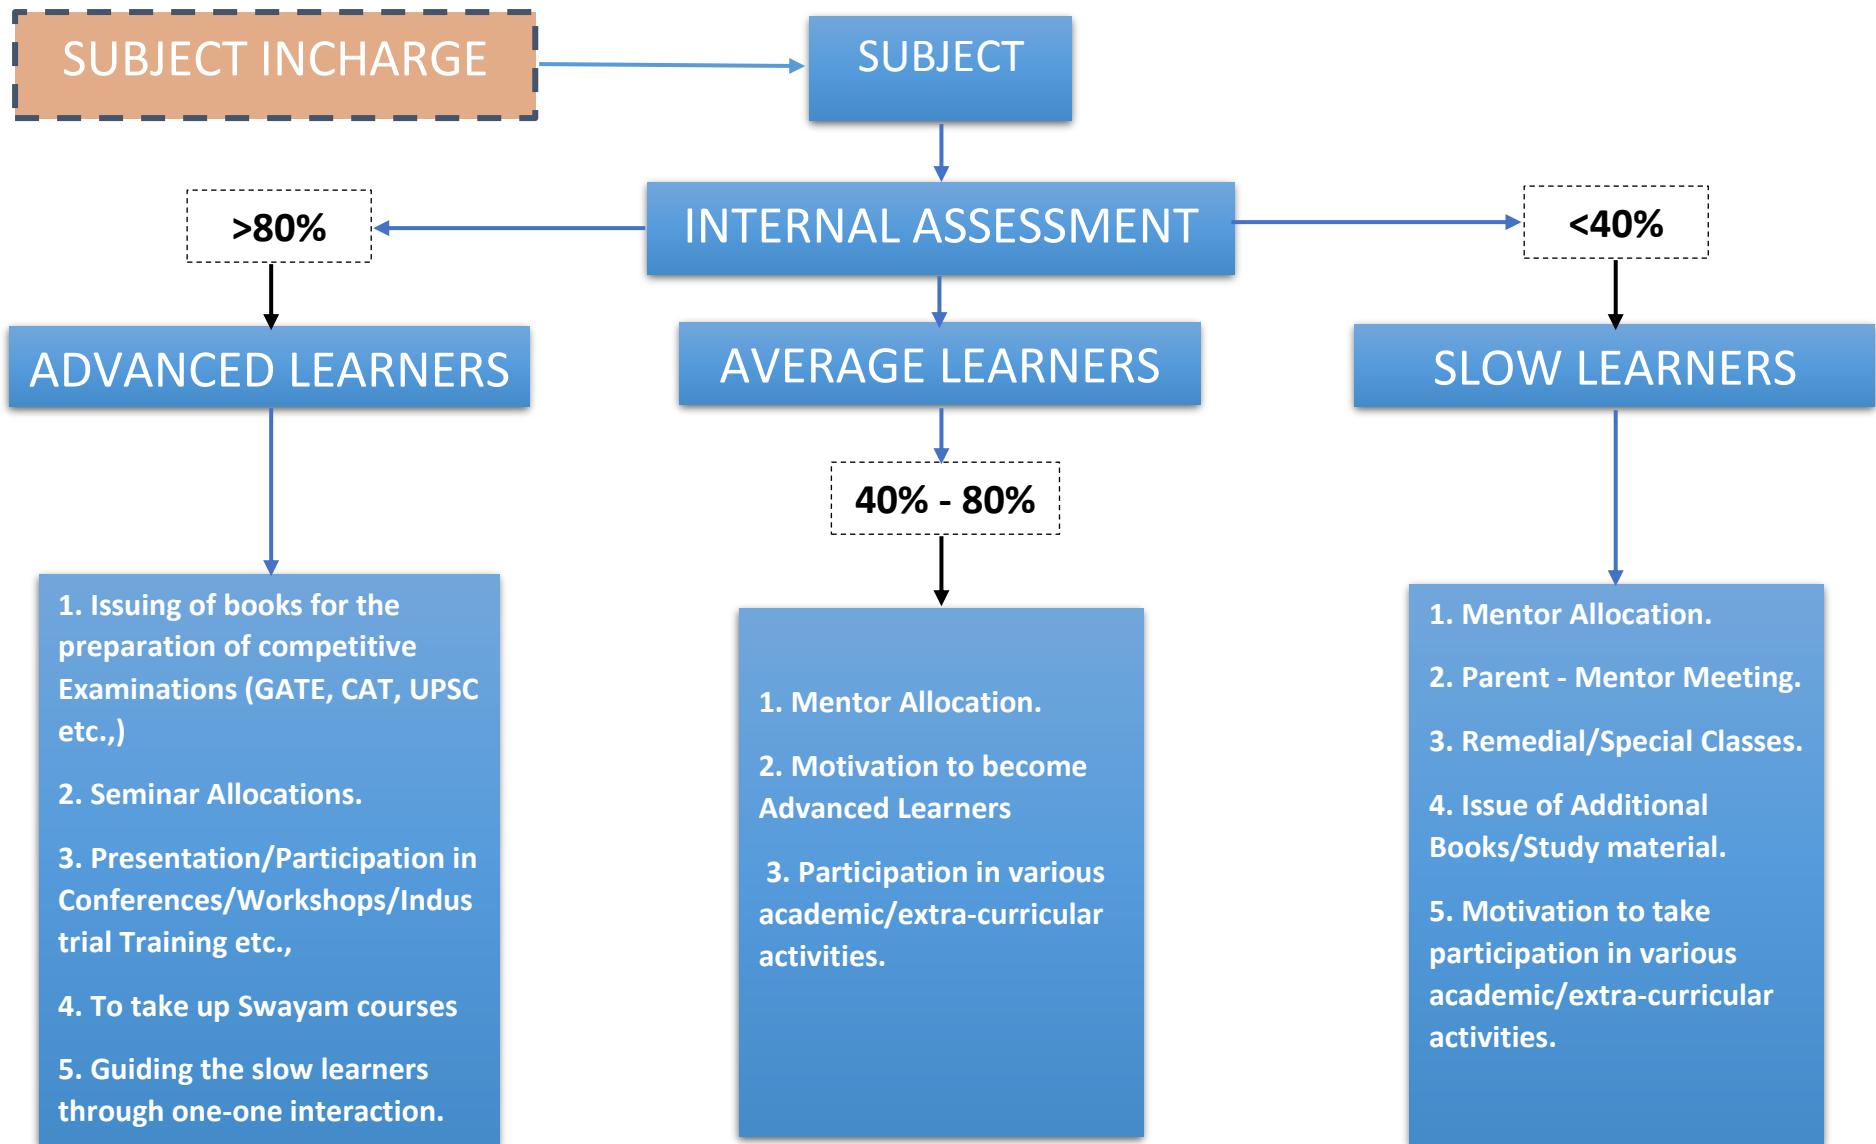 SUBJECT INCHARGE
SUBJECT
>80%
INTERNAL ASSESSMENT
<40%
ADVANCED LEARNERS
AVERAGE LEARNERS
SLOW LEARNERS
40% - 80%
1. Issuing of books for the
preparation of competitive
Examinations (GATE, CAT, UPSC
etc.,)
2. Seminar Allocations.
3. Presentation/Participation in
Conferences/Workshops/Indus
trial Training etc.,
4. To take up Swayam courses
5. Guiding the slow learners
through one-one interaction.
1. Mentor Allocation.
2. Motivation to become
Advanced Learners
3. Participation in various
academic/extra-curricular
activities.
1. Mentor Allocation.
2. Parent - Mentor Meeting.
3. Remedial/Special Classes.
4. Issue of Additional
Books/Study material.
5. Motivation to take
participation in various
academic/extra-curricular
activities.